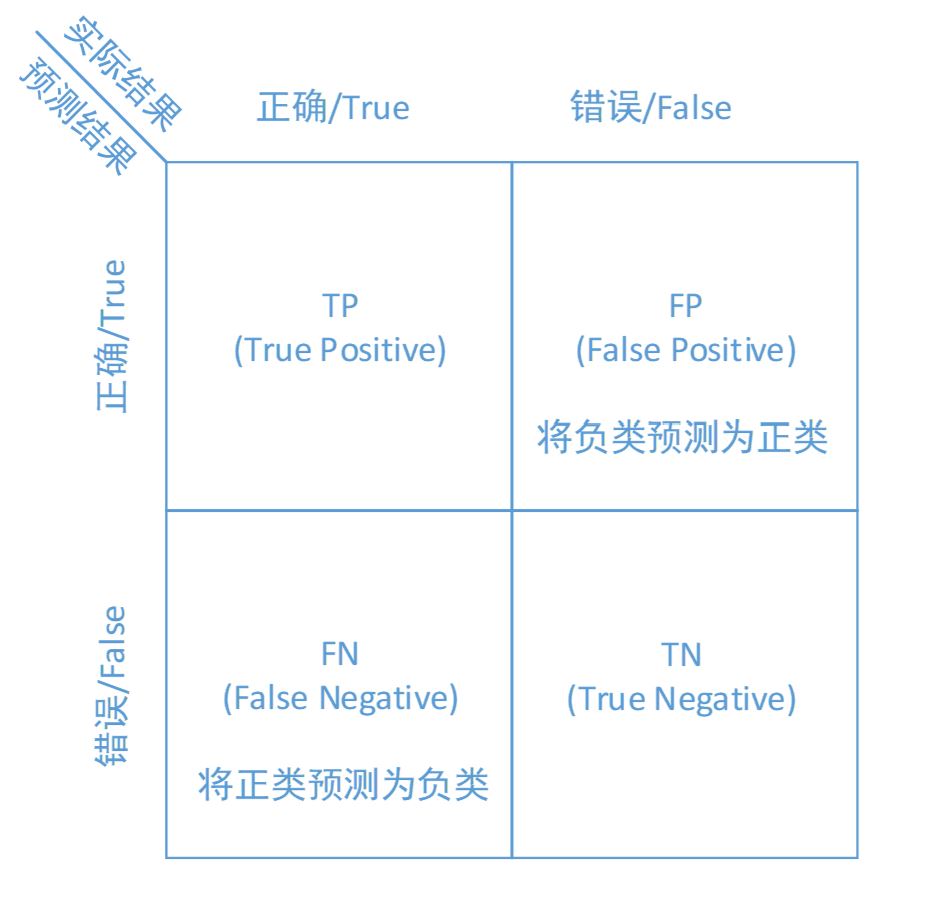 实际结果
预测结果
正确/True
错误/False
正确/True
TP
(True Positive)
FP
(False Positive)
将负类预测为正类
错误/False
FN
(False Negative)
将正类预测为负类
TN
(True Negative)